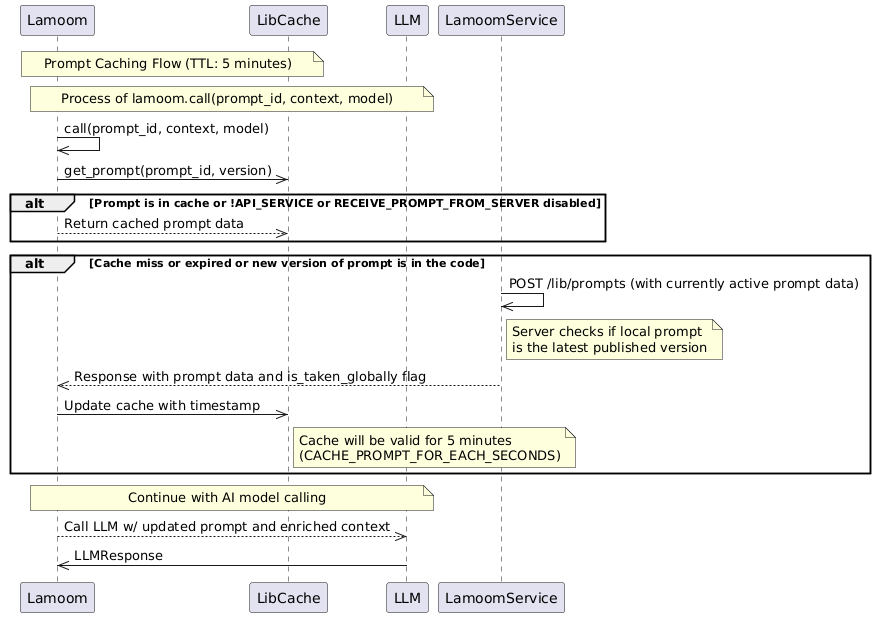 Lamoom
LibCache
LLM
LamoomService
Prompt Caching Flow (TTL: 5 minutes)
Process of lamoom.call(prompt_id, context, model)
call(prompt_id, context, model)
get_prompt(prompt_id, version)
alt
[Prompt is in cache or !API_SERVICE or RECEIVE_PROMPT_FROM_SERVER disabled]
Return cached prompt data
alt
[Cache miss or expired or new version of prompt is in the code]
POST /lib/prompts (with currently active prompt data)
Server checks if local prompt
is the latest published version
Response with prompt data and is_taken_globally flag
Update cache with timestamp
Cache will be valid for 5 minutes
(CACHE_PROMPT_FOR_EACH_SECONDS)
Continue with AI model calling
Call LLM w/ updated prompt and enriched context
LLMResponse
Lamoom
LibCache
LLM
LamoomService